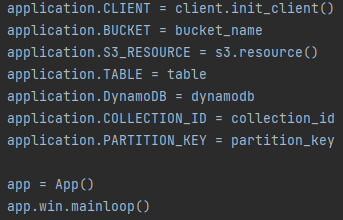 application.CLIENT = client.init_client()
application.BUCKET = bucket_name
application.S3_RESOURCE = s3.resource()
application.TABLE = table
application.DynamoDB = dynamodb
application.COLLECTION_ID = collection_id
application.PARTITION_KEY = partition_key
app = App()
app.win.mainloop()